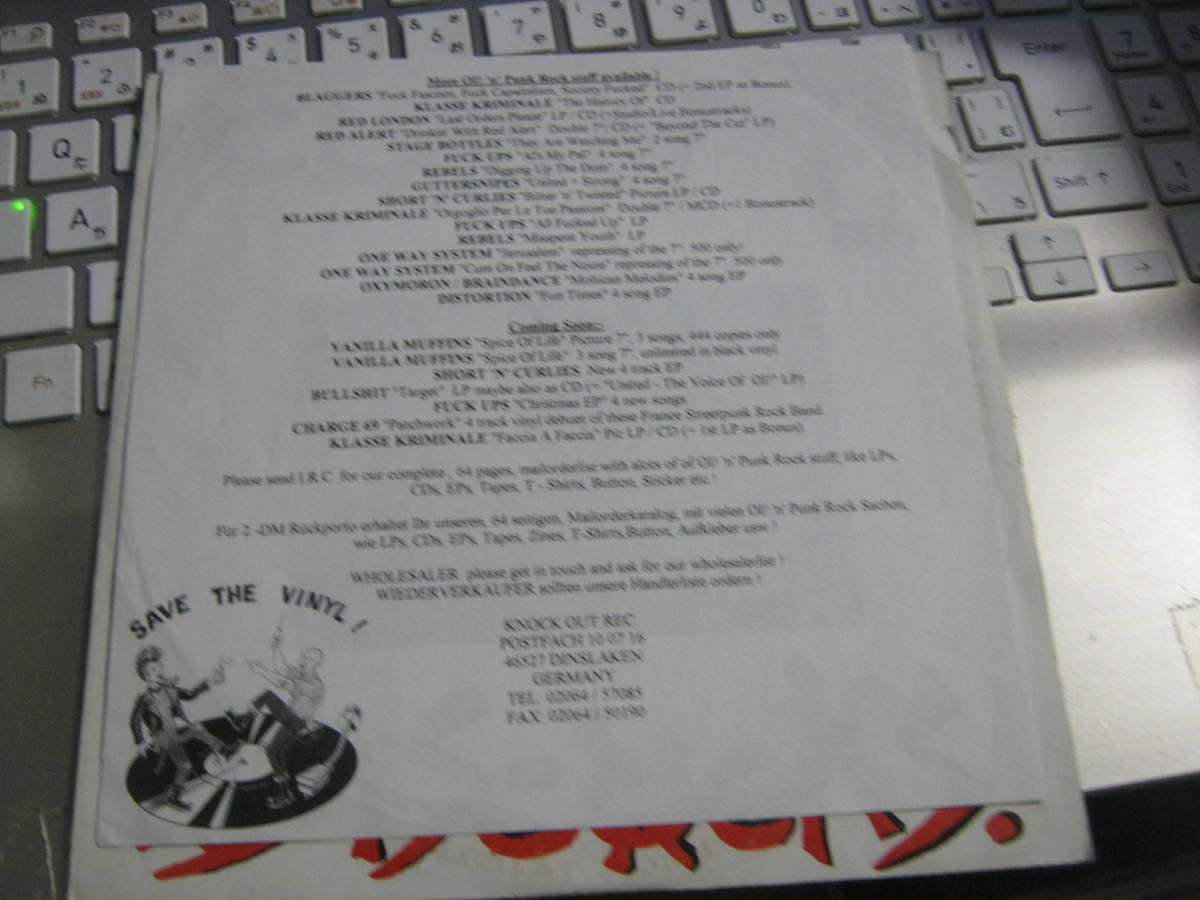 More OI! 'n' Punk Rock stuff available !
BLAGGERS "Fuck Fascism, Fuck Capitalism, Society Fucked" CD (+ 2nd EP as Bonus)
KLASSE KRIMINALE "The History Of" CD
RED LONDON "Last Orders Please" LP / CD (+Studio/Live Bonustracks)
RED ALERT "Drinkin' With Red Alert" Double 7"/ CD (+ "Beyond The Cut" LP)
STAGE BOTTLES "They Are Watching Me" 2 song 7"
FUCK UPS "Al's My Pal" 4 song 7"
REBELS "Digging Up The Dom" 4 song 7"
GUTTERSNIPES "United + Strong" 4 song 7"
SHORT 'N' CURLIES "Bitter 'n' Twisted" Picture LP / CD
KLASSE KRIMINALE "Orgoglio Per Le Tue Passioni" Double 7" / MCD (+1 Bonustrack)
FUCK UPS "All Fucked Up" LP
REBELS "Misspent Youth" LP
ONE WAY SYSTEM "Jerusalem" repressing of the 7" 500 only!
ONE WAY SYSTEM "Cum On Feel The Noize" repressing of the 7" 500 only
OXYMORON / BRAINDANCE "Mohican Melodies" 4 song EP
DISTORTION "Fun Times" 4 song EP
Coming Soon:-
VANILLA MUFFINS "Spice Of Life" Picture 7", 3 songs, 444 copies only
VANILLA MUFFINS "Spice Of Life" 3 song 7", unlimited in black vinyl.
SHORT 'N' CURLIES New 4 track EP
BULLSHIT "Target" LP maybe also as CD (+ "United - The Voice Of OI!" LP)
FUCK UPS "Christmas EP" 4 new songs
CHARGE 69 "Patchwork" 4 track vinyl debuet of these France Streetpunk Rock Band.
KLASSE KRIMINALE "Faccia A Faccia" Pic LP / CD (+ 1st LP as Bonus)
Please send I.R.C. for our complete , 64 pages, mailorderlist with alots of of OI! 'n' Punk Rock stuff, like LPs,
CDs, EPs, Tapes, T - Shirts, Button, Sticker etc.!
Für 2.-DM Rückporto erhaltet Ihr unseren, 64 seitigen, Mailorderkatalog, mit vielen OI! 'n' Punk Rock Sachen,
wie LPs, CDs, EPs, Tapes, Zines, T-Shirts,Button, Aufkleber usw !
WHOLESALER please get in touch and ask for our wholesalerlist !
WIEDERVERKÄUFER sollten unsere Händlerliste ordern !
SAVE THE VINYL !
KNOCK OUT REC.
POSTFACH 10 07 16
46527 DINSLAKEN
GERMANY
TEL: 02064 / 57085
FAX: 02064 / 50190
Enter
Shift ↑
Q
A
Fn